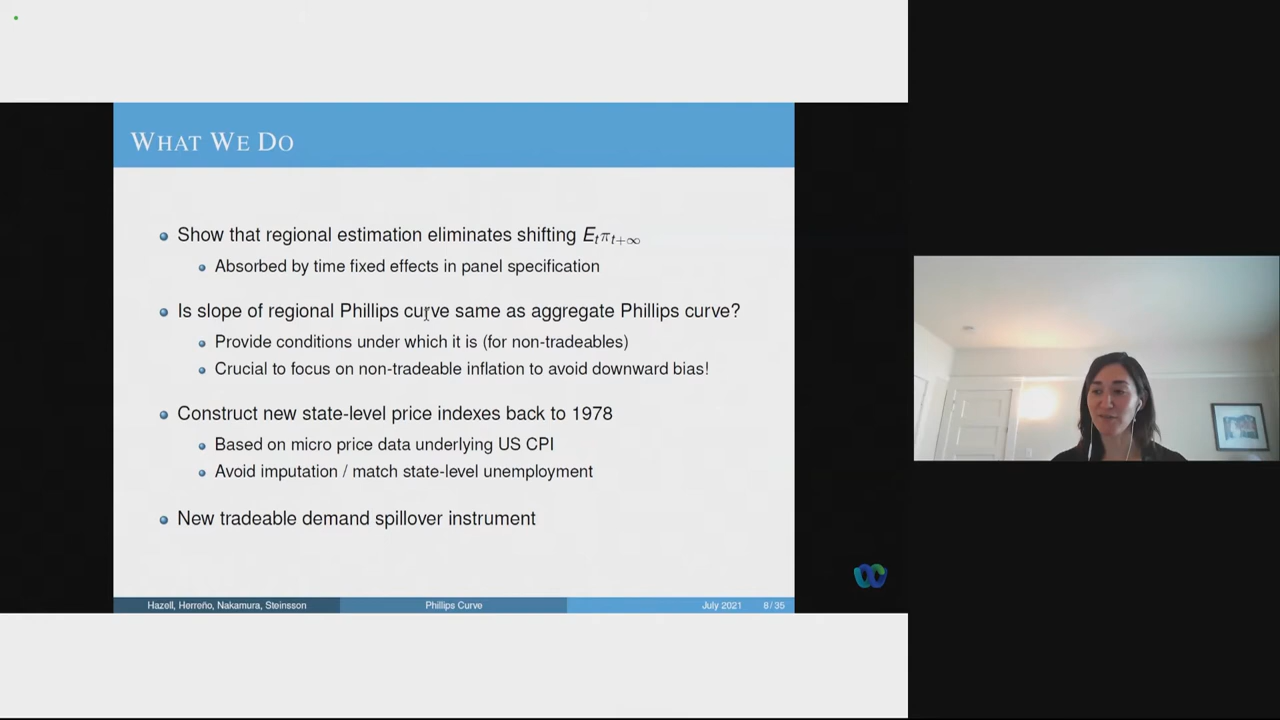 WHAT WE DO
Show that regional estimation eliminates shifting Eₜπₜ₊∞
Absorbed by time fixed effects in panel specification
Is slope of regional Phillips curve same as aggregate Phillips curve?
Provide conditions under which it is (for non-tradeables)
Crucial to focus on non-tradeable inflation to avoid downward bias!
Construct new state-level price indexes back to 1978
Based on micro price data underlying US CPI
Avoid imputation / match state-level unemployment
New tradeable demand spillover instrument
Hazell, Herreño, Nakamura, Steinsson Phillips Curve July 2021 8 / 35